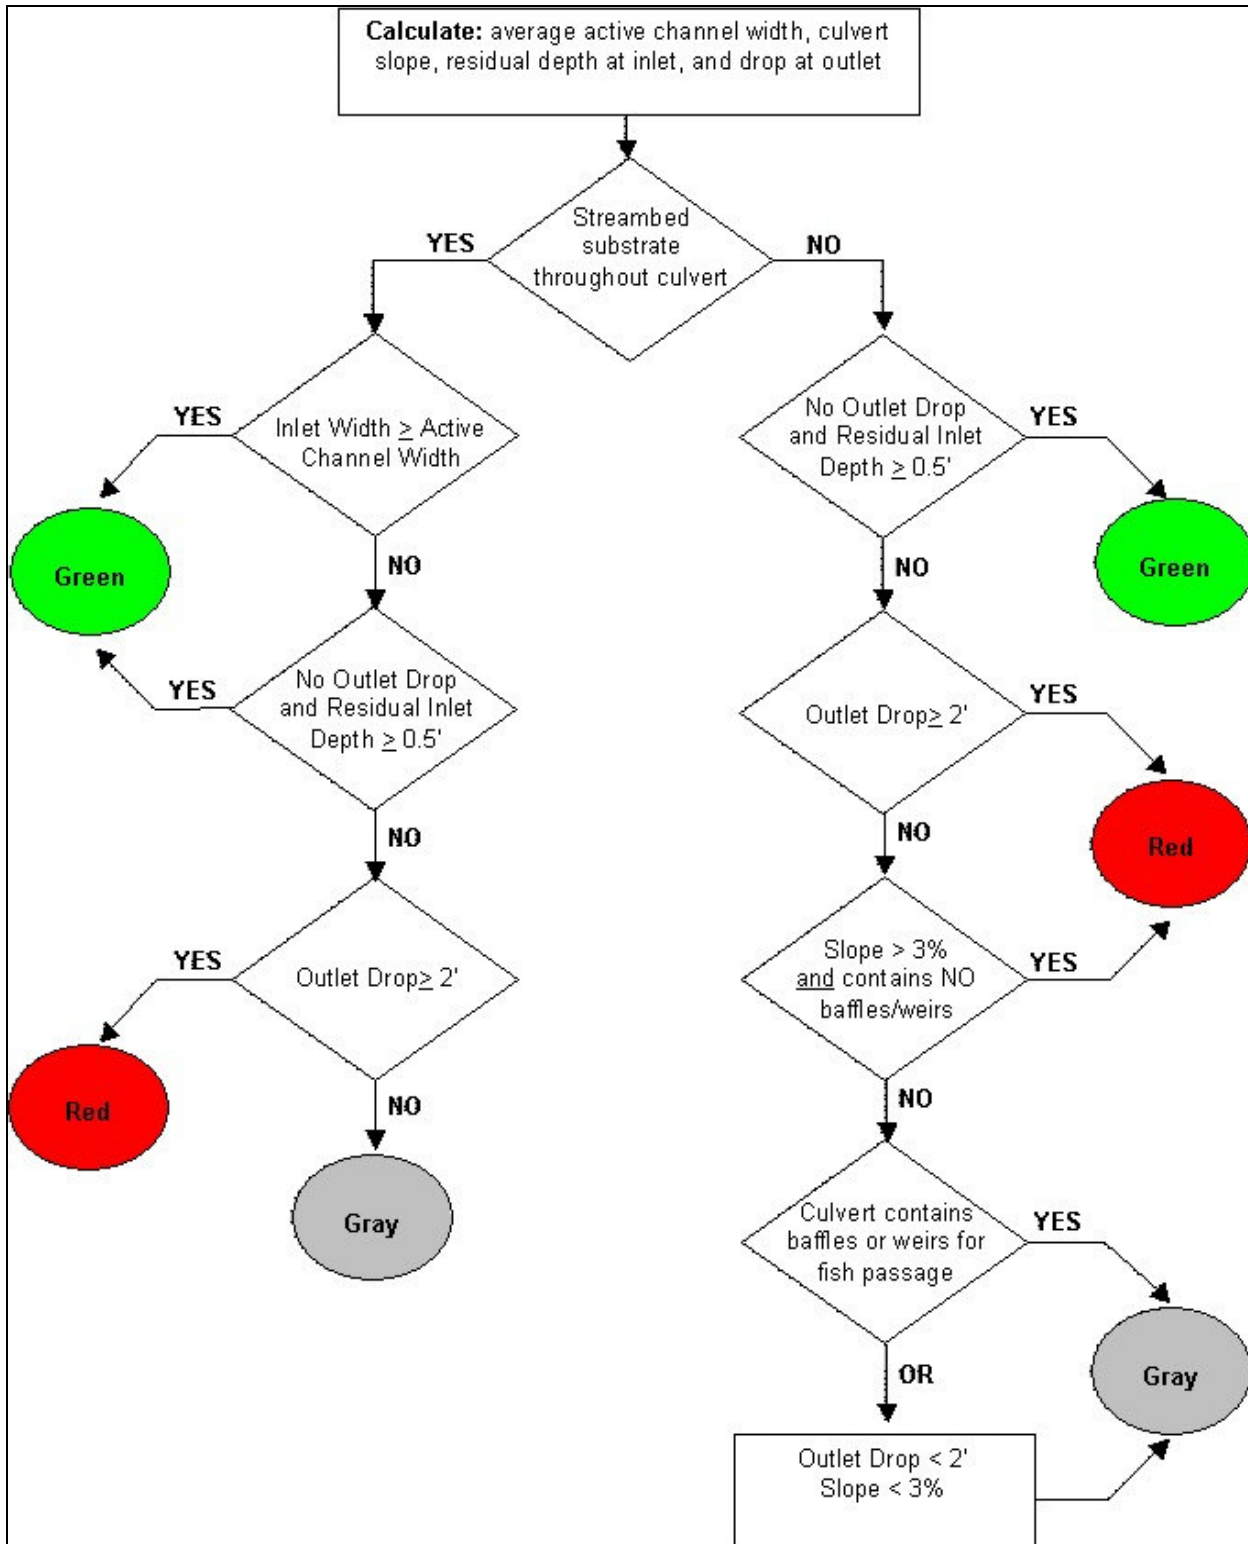 Calculate: average active channel width, culvert
slope, residual depth at inlet, and drop at outlet
Streambed
substrate
throughout culvert
YES
NO
Inlet Width ≥ Active
Channel Width
YES
NO
Green
No Outlet Drop
and Residual Inlet
Depth ≥ 0.5'
YES
NO
Outlet Drop≥ 2'
YES
NO
Red
Gray
No Outlet Drop
and Residual Inlet
Depth ≥ 0.5'
YES
NO
Green
Outlet Drop≥ 2'
YES
NO
Red
Slope > 3%
and contains NO
baffles/weirs
YES
NO
Culvert contains
baffles or weirs for
fish passage
YES
OR
Gray
Outlet Drop < 2'
Slope < 3%